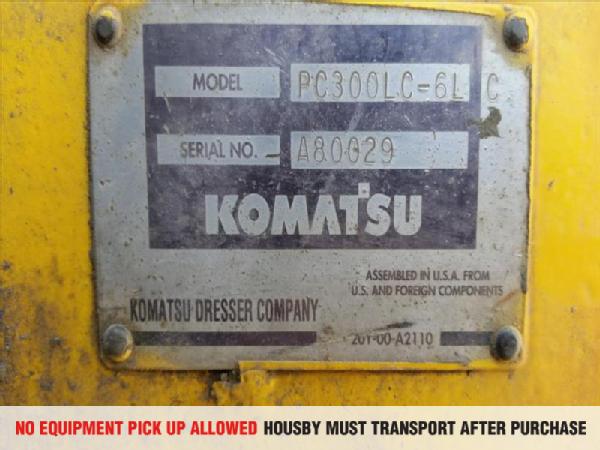 MODEL PC300LC-6L C
SERIAL NO. A80029
KOMATSU
ASSEMBLED IN U.S.A. FROM
U.S. AND FOREIGN COMPONENTS
KOMATSU DRESSER COMPANY
20Y-00-A2110
NO EQUIPMENT PICK UP ALLOWED HOUSBY MUST TRANSPORT AFTER PURCHASE